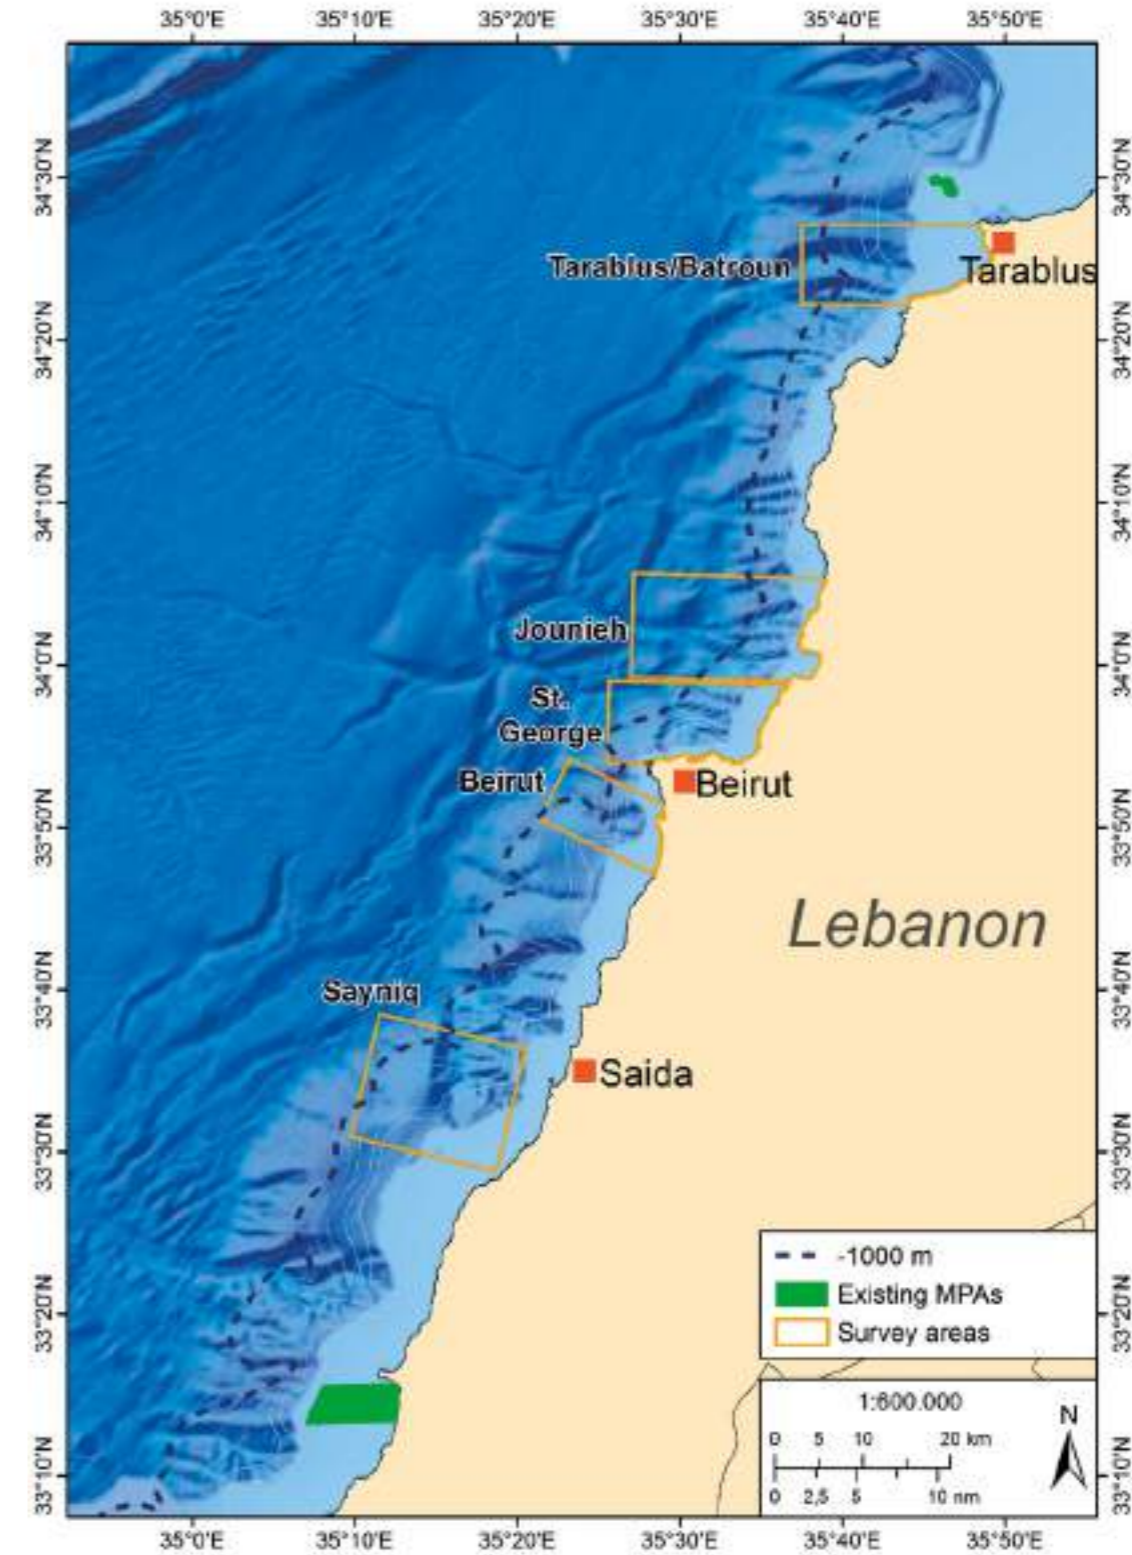 35°0'E 35°10'E 35°20'E 35°30'E 35°40'E 35°50'E
34°30'N 34°30'N
Tarablus/Batroun
Tarablus
34°20'N 34°20'N
34°10'N 34°10'N
Jounieh
34°0'N 34°0'N
St.
George
Beirut
Beirut
33°50'N 33°50'N
Lebanon
Sayniq
33°40'N 33°40'N
Saida
33°30'N 33°30'N
-1000 m
Existing MPAs
Survey areas
33°20'N 33°20'N
1:600.000
N
0 5 10 20 km
0 2,5 5 10 nm
33°10'N 33°10'N
35°0'E 35°10'E 35°20'E 35°30'E 35°40'E 35°50'E